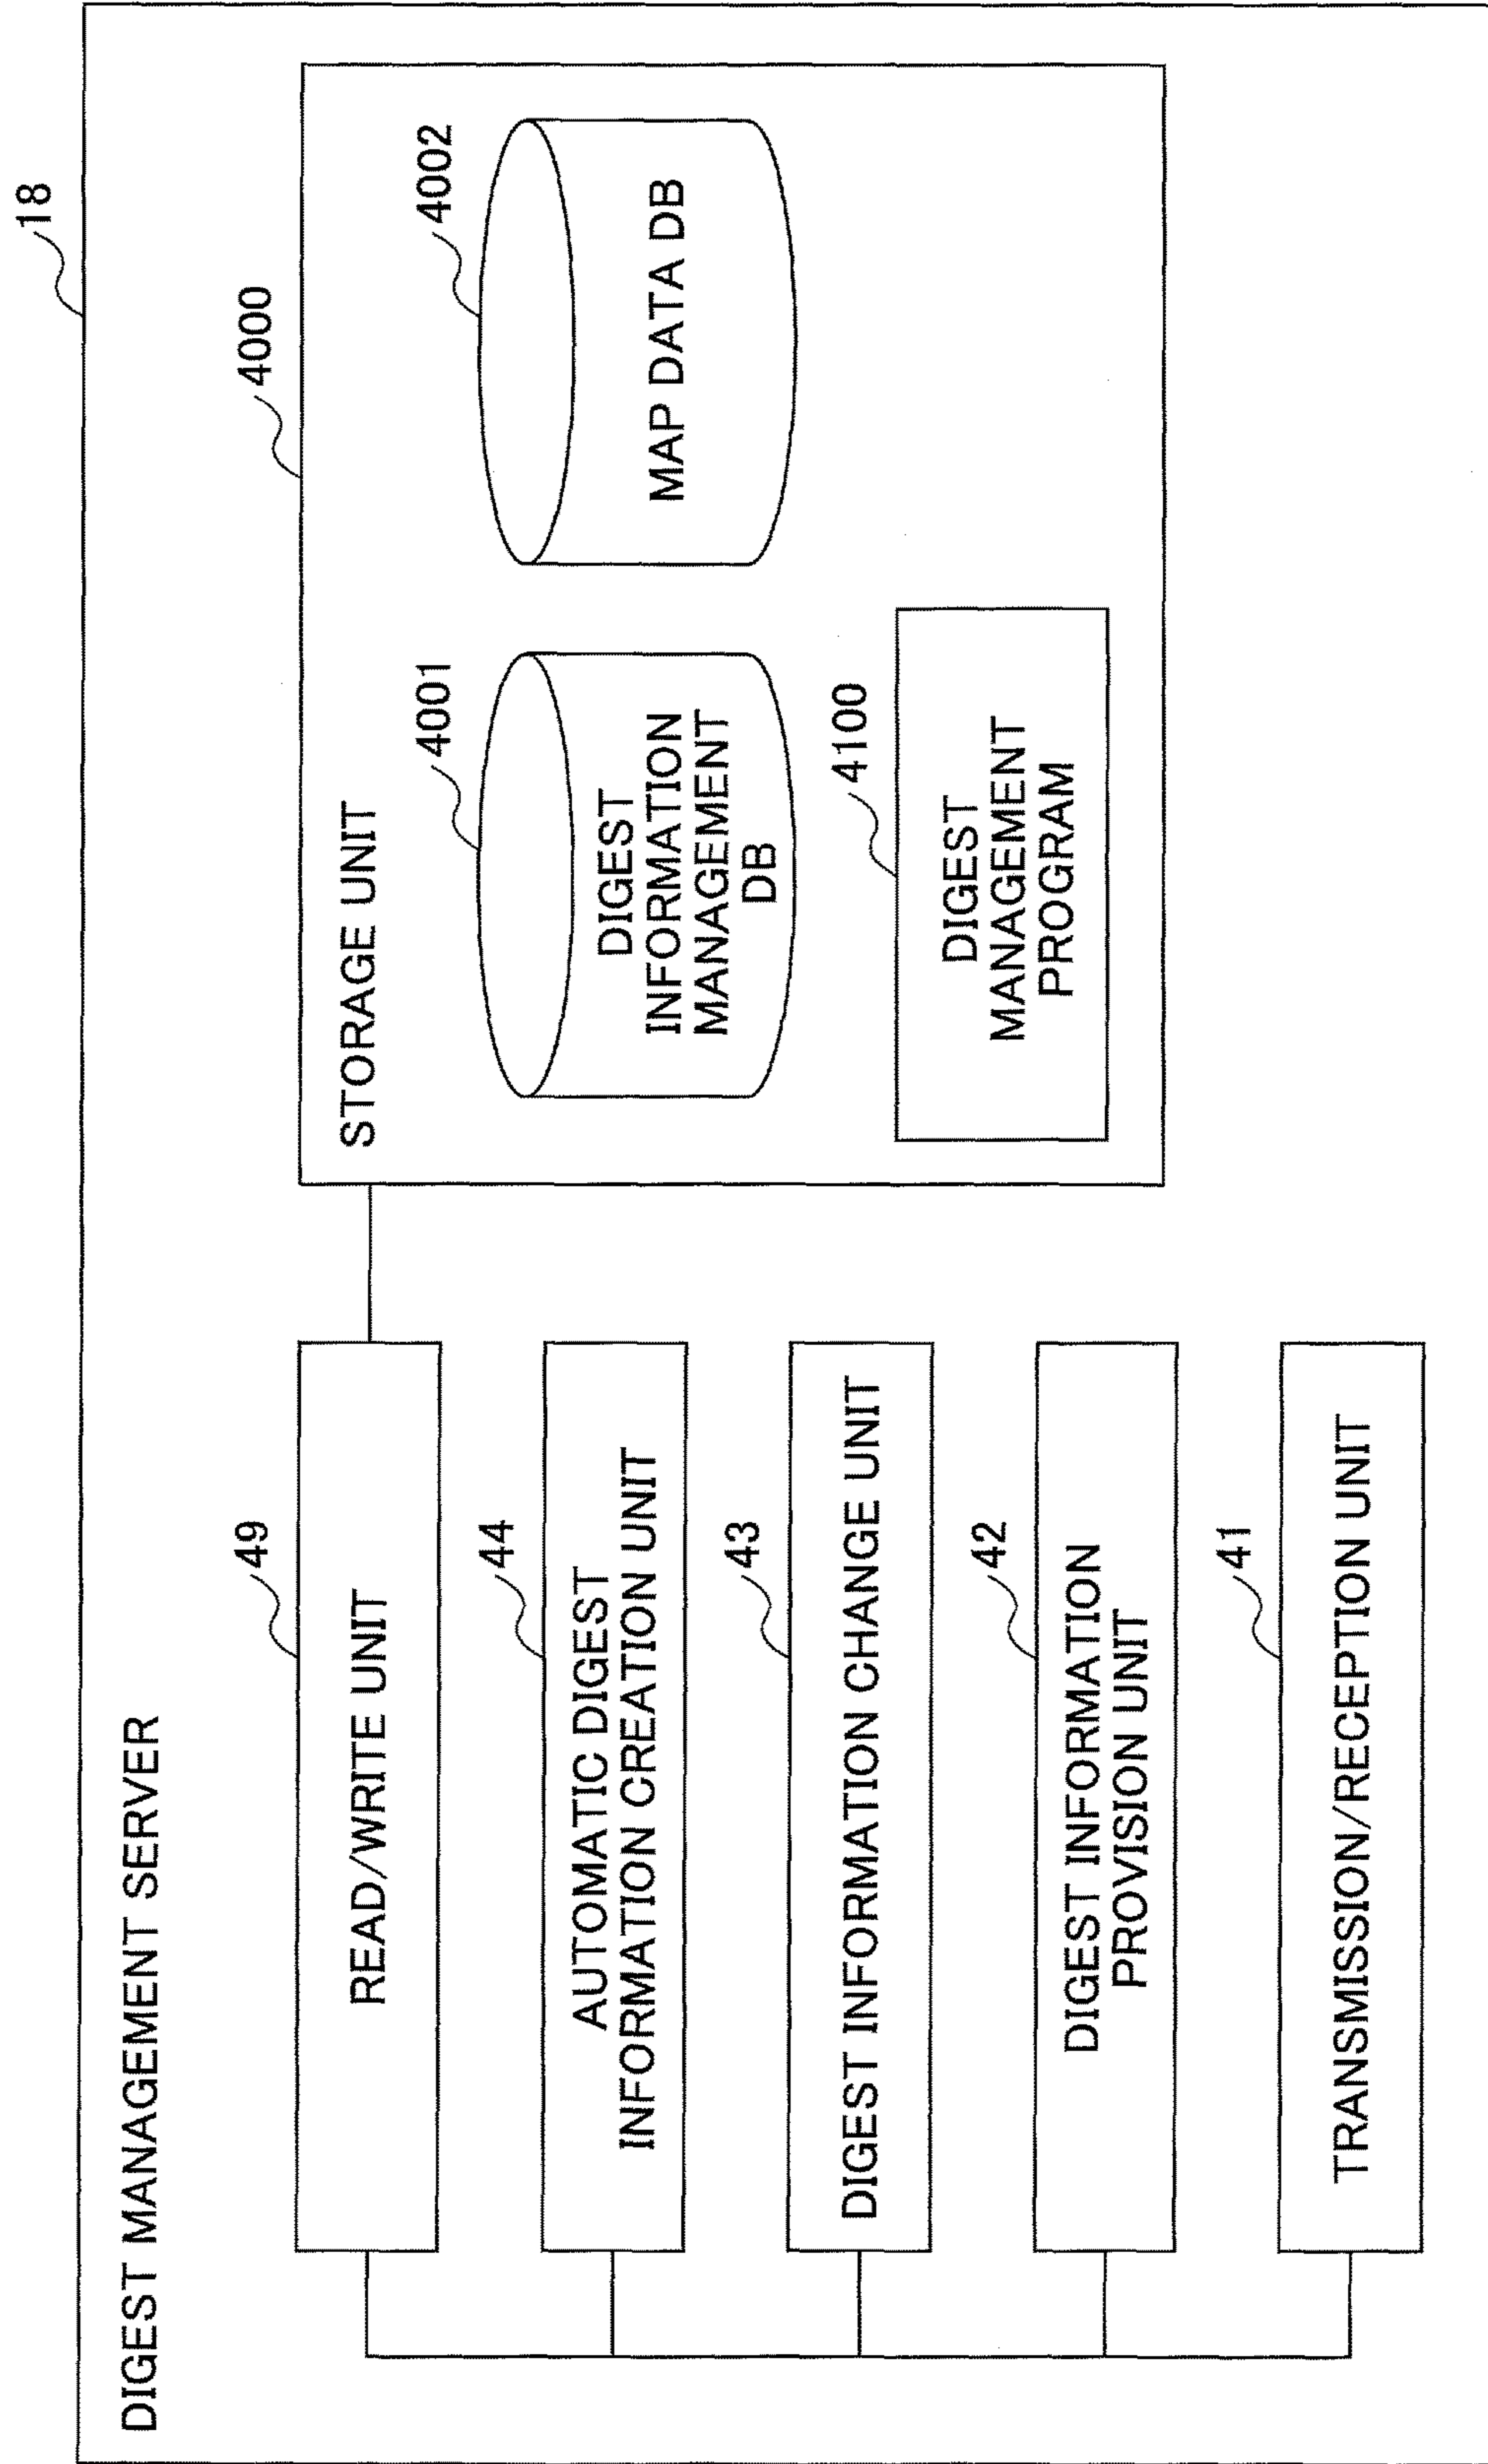 18
DIGEST MANAGEMENT SERVER
49
READ/WRITE UNIT
44
AUTOMATIC DIGEST
INFORMATION CREATION UNIT
43
DIGEST INFORMATION CHANGE UNIT
42
DIGEST INFORMATION
PROVISION UNIT
41
TRANSMISSION/RECEPTION UNIT
4000
STORAGE UNIT
4001
DIGEST
INFORMATION
MANAGEMENT
DB
4002
MAP DATA DB
4100
DIGEST
MANAGEMENT
PROGRAM